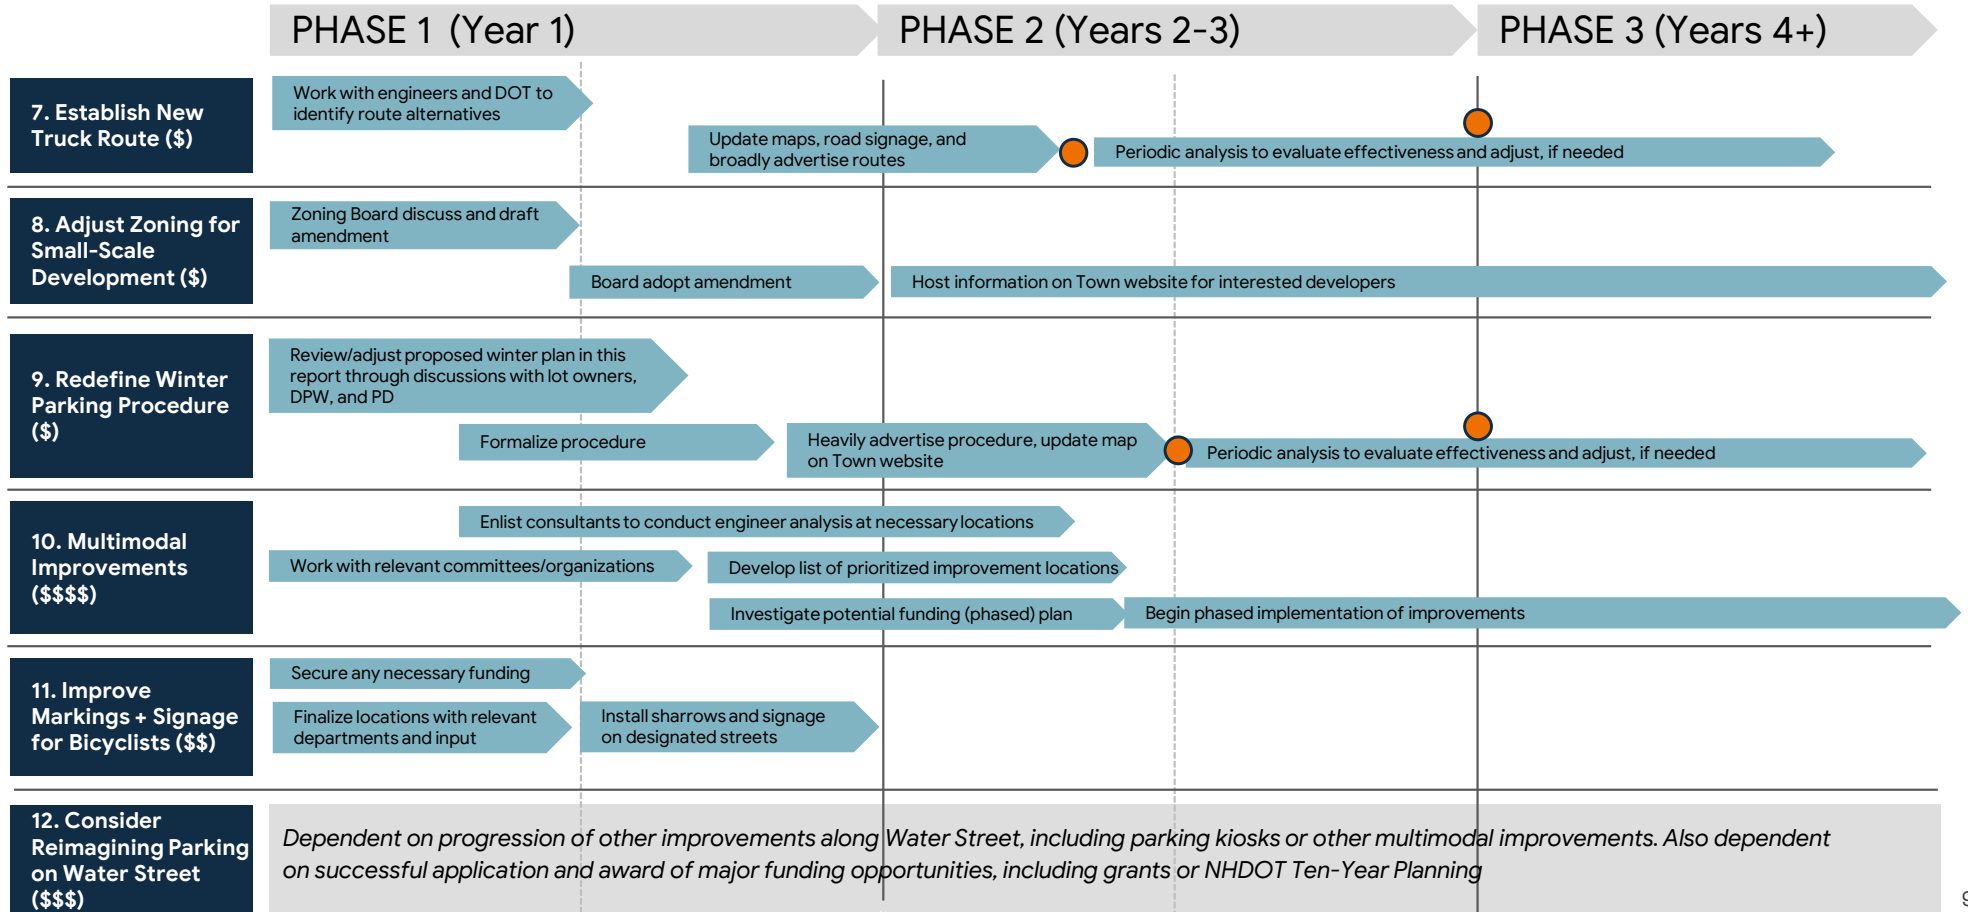 PHASE 1 (Year 1)
PHASE 2 (Years 2-3)
PHASE 3 (Years 4+)
7. Establish New
Truck Route ($)
Work with engineers and DOT to
identify route alternatives
Update maps, road signage, and
broadly advertise routes
Periodic analysis to evaluate effectiveness and adjust, if needed
8. Adjust Zoning for
Small-Scale
Development ($)
Zoning Board discuss and draft
amendment
Board adopt amendment
Host information on Town website for interested developers
9. Redefine Winter
Parking Procedure
($)
Review/adjust proposed winter plan in this
report through discussions with lot owners,
DPW, and PD
Formalize procedure
Heavily advertise procedure, update map
on Town website
Periodic analysis to evaluate effectiveness and adjust, if needed
10. Multimodal
Improvements
($$$$)
Enlist consultants to conduct engineer analysis at necessary locations
Work with relevant committees/organizations
Develop list of prioritized improvement locations
Investigate potential funding (phased) plan
Begin phased implementation of improvements
11. Improve
Markings + Signage
for Bicyclists ($$)
Secure any necessary funding
Finalize locations with relevant
departments and input
Install sharrows and signage
on designated streets
12. Consider
Reimagining Parking
on Water Street
($$$)
Dependent on progression of other improvements along Water Street, including parking kiosks or other multimodal improvements. Also dependent
on successful application and award of major funding opportunities, including grants or NHDOT Ten-Year Planning